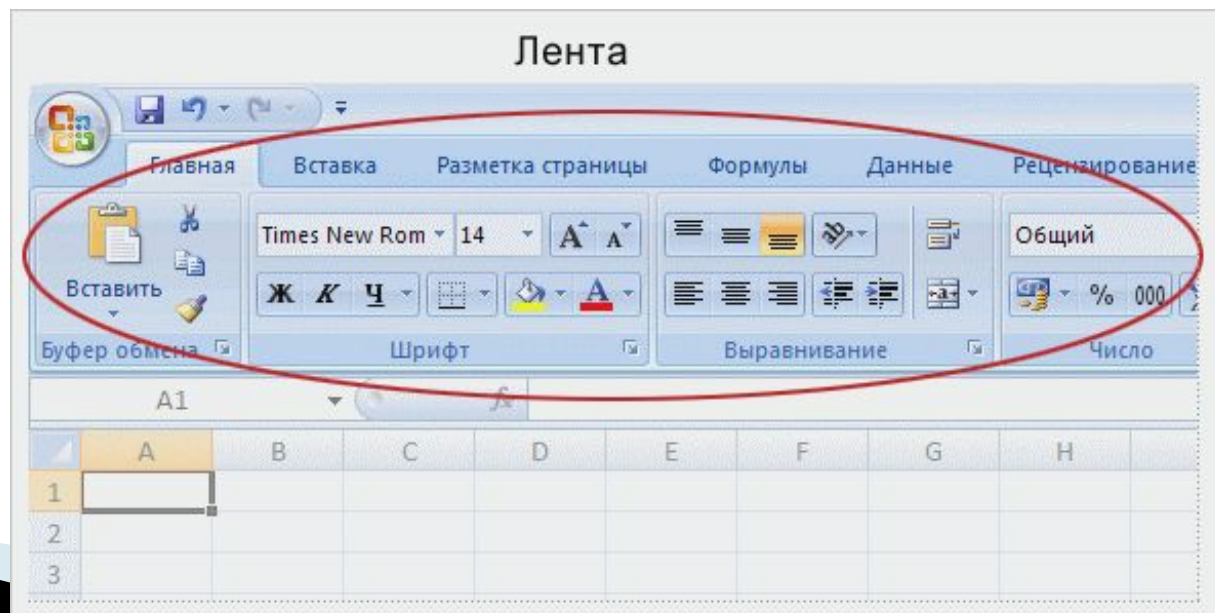 Лента
Главная Вставка Разметка страницы Формулы Данные Рецензирование
Times New Rom 14 А А Общий
Вставить Ж К Ч А % 000
Буфер обмена Шрифт Выравнивание Число
A1 fx
A B C D E F G H
1
2
3